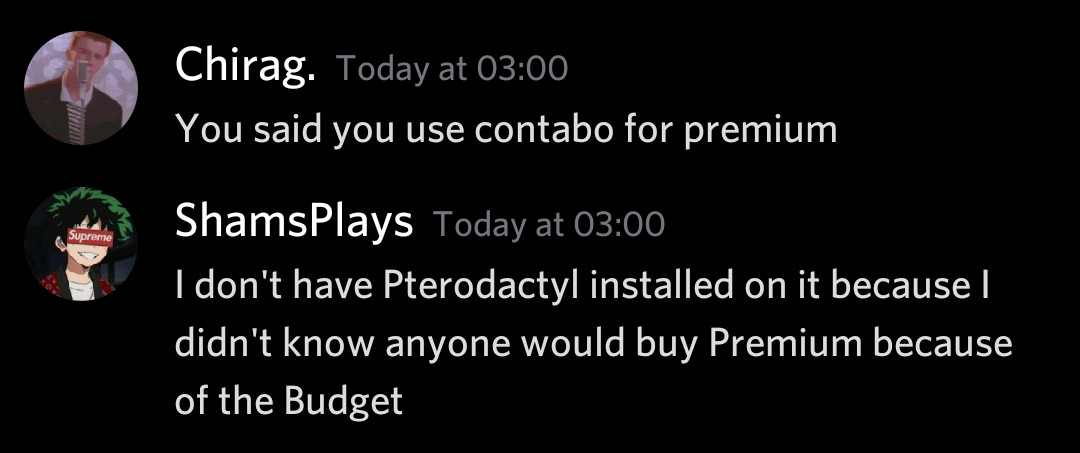 Chirag. Today at 03:00
You said you use contabo for premium
Supreme
ShamsPlays Today at 03:00
I don't have Pterodactyl installed on it because I
didn't know anyone would buy Premium because
of the Budget